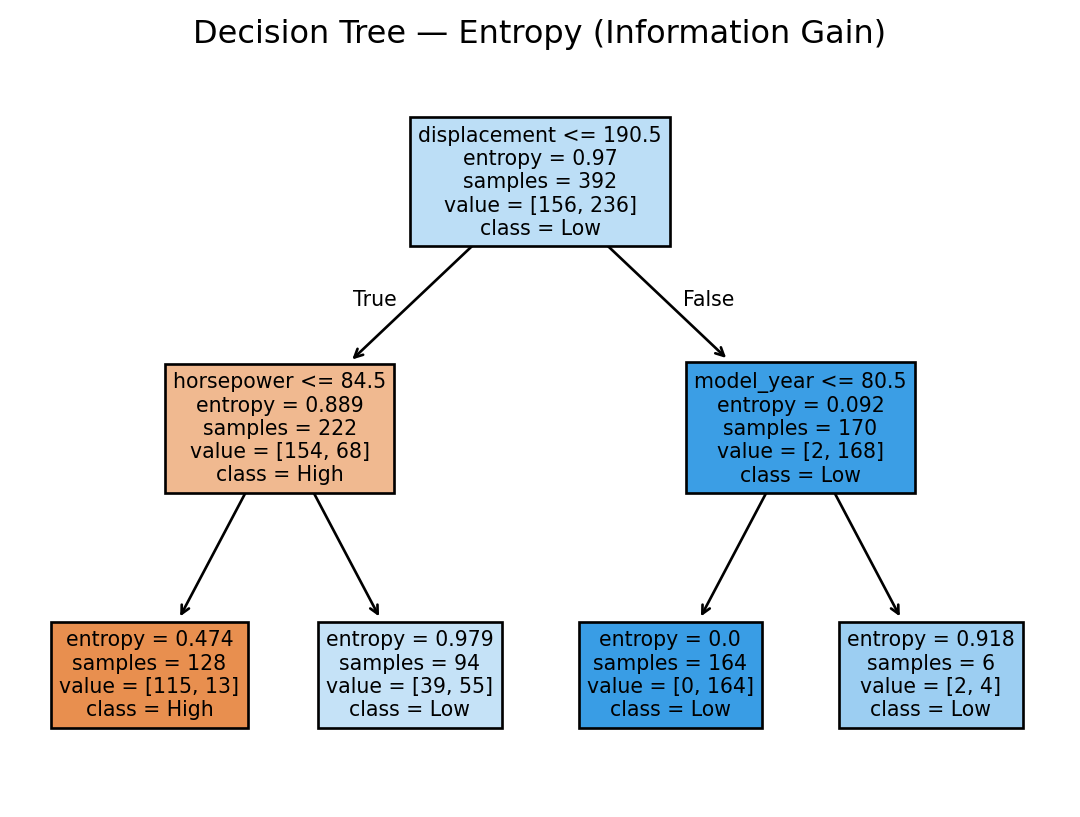 Decision Tree — Entropy (Information Gain)
displacement <= 190.5
entropy = 0.97
samples = 392
value = [156, 236]
class = Low
True
False
horsepower <= 84.5
entropy = 0.889
samples = 222
value = [154, 68]
class = High
model_year <= 80.5
entropy = 0.092
samples = 170
value = [2, 168]
class = Low
entropy = 0.474
samples = 128
value = [115, 13]
class = High
entropy = 0.979
samples = 94
value = [39, 55]
class = Low
entropy = 0.0
samples = 164
value = [0, 164]
class = Low
entropy = 0.918
samples = 6
value = [2, 4]
class = Low